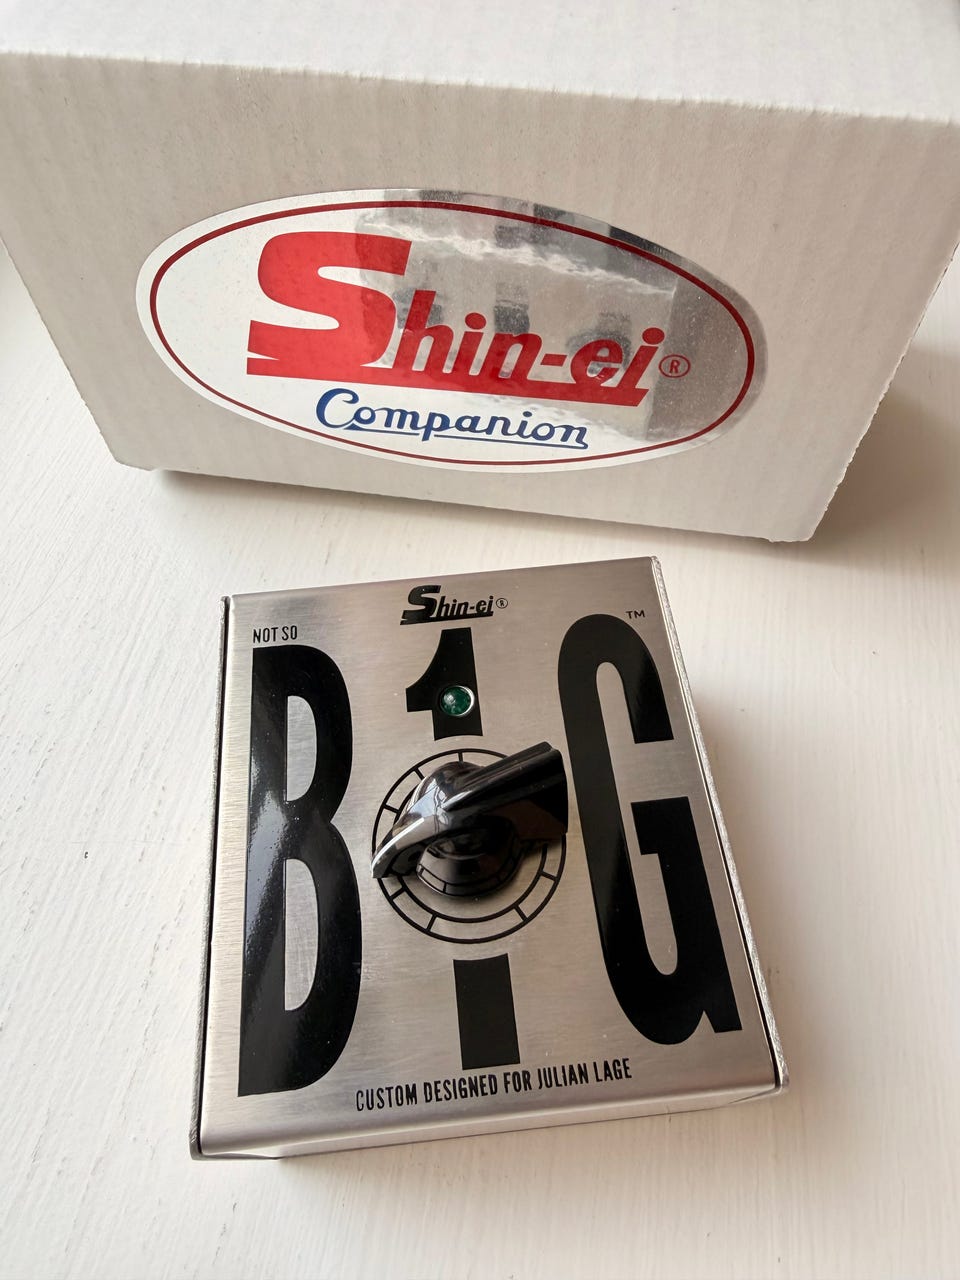 Shin-ei®
Companion
Shin-ei®
NOT SO
B1G™
CUSTOM DESIGNED FOR JULIAN LAGE